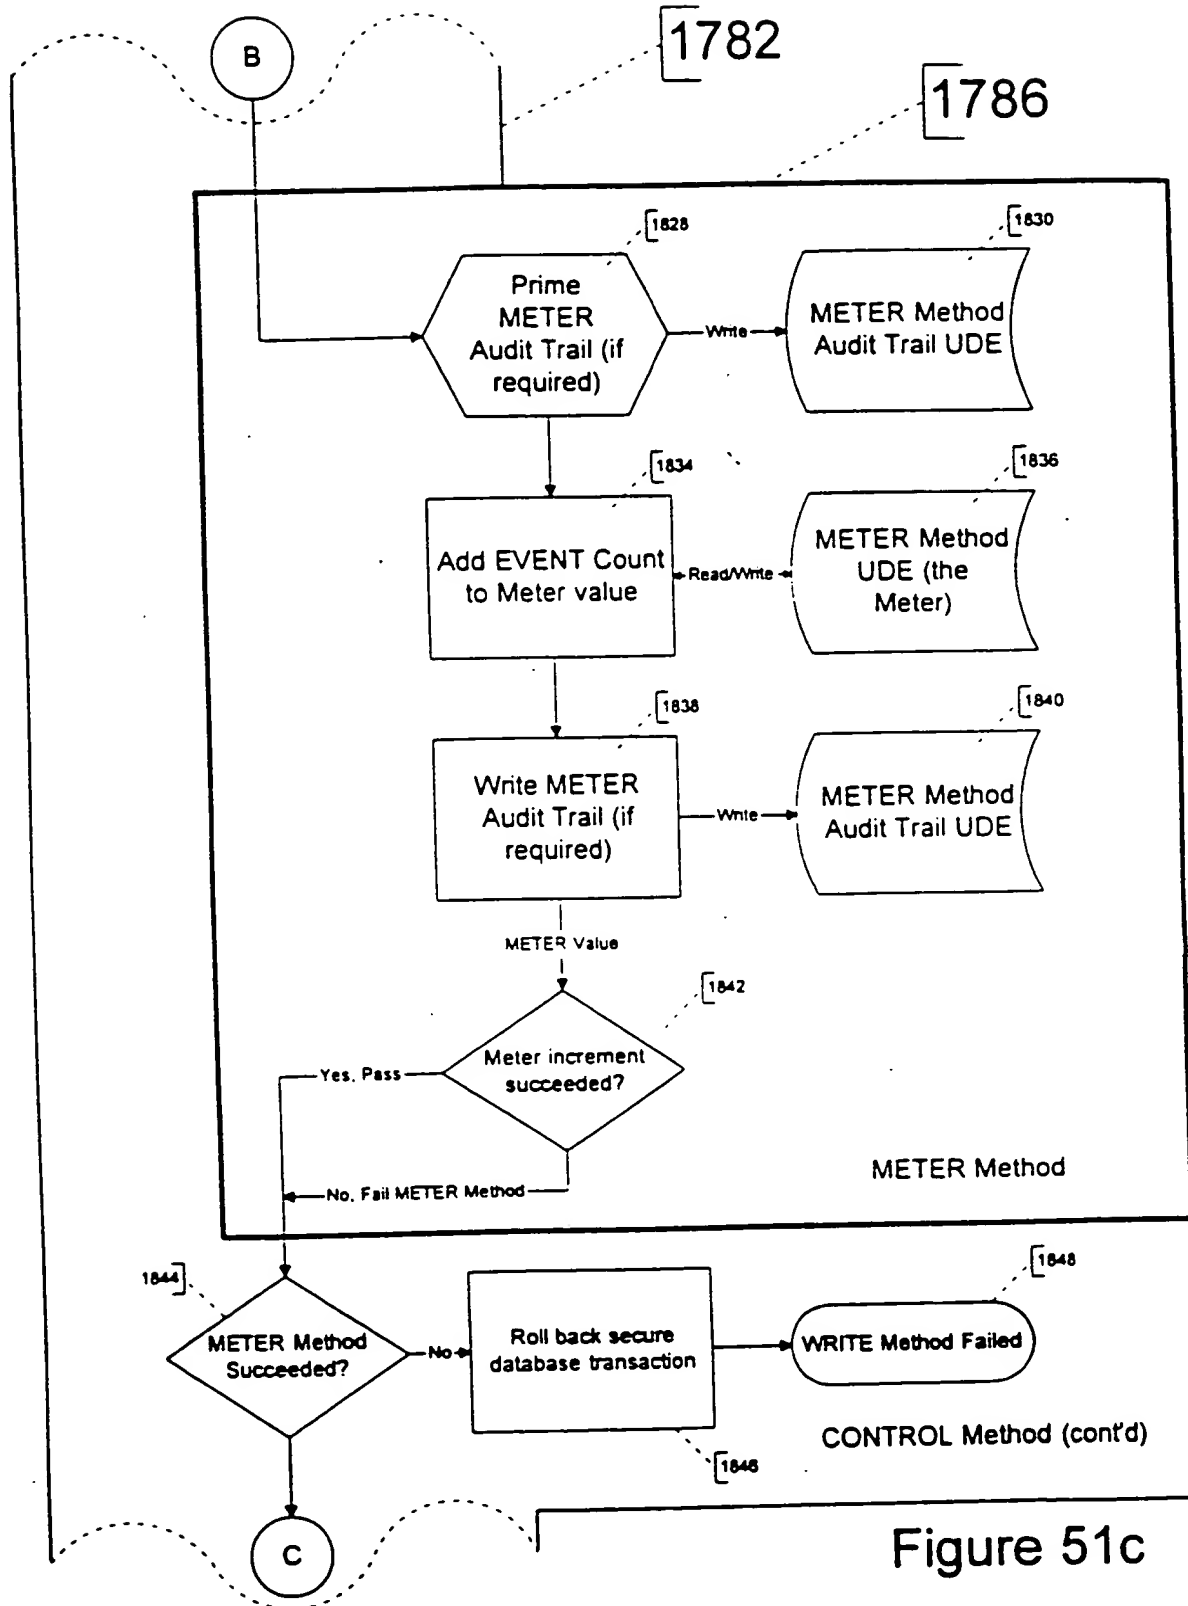 B
1782
1786
1828
Prime
METER
Audit Trail (if
required)
Write
1830
METER Method
Audit Trail UDE
1834
Add EVENT Count
to Meter value
Read/Write
1836
METER Method
UDE (the
Meter)
1838
Write METER
Audit Trail (if
required)
Write
1840
METER Method
Audit Trail UDE
METER Value
1842
Meter increment
succeeded?
Yes, Pass
No, Fail METER Method
METER Method
1844
METER Method
Succeeded?
No
Roll back secure
database transaction
1846
1848
WRITE Method Failed
CONTROL Method (cont'd)
C
Figure 51c